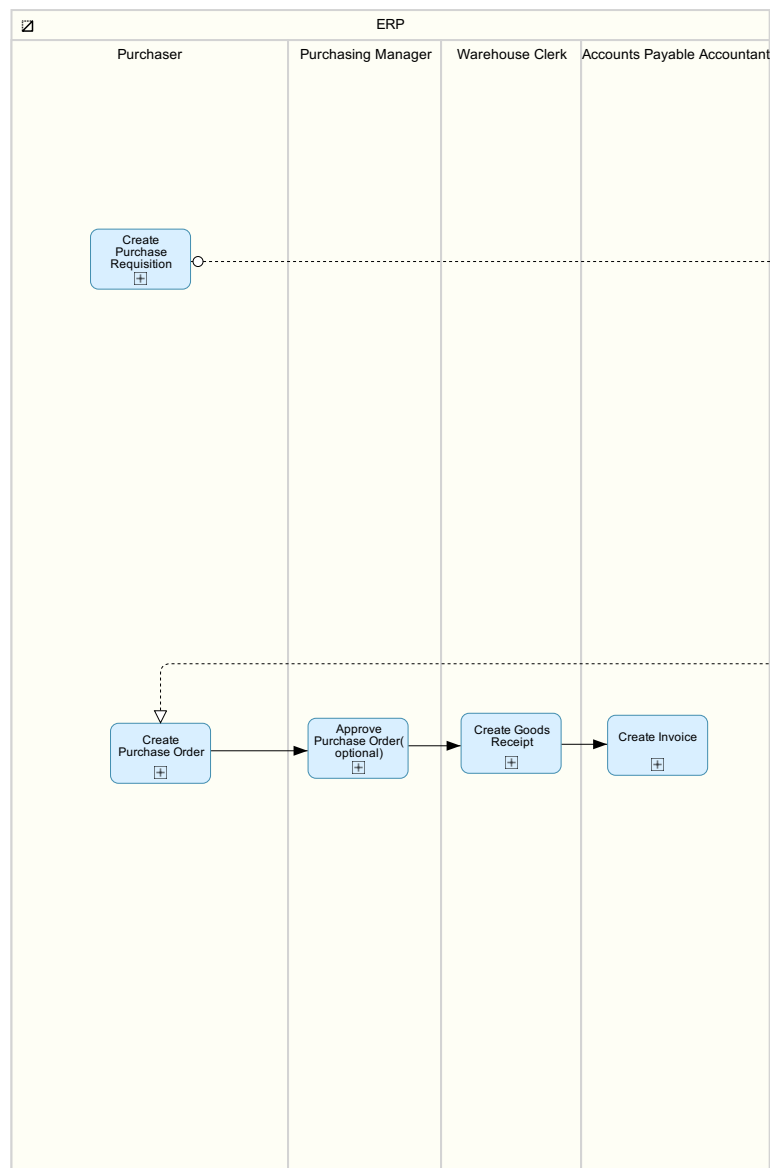 ERP
Purchaser
Purchasing Manager
Warehouse Clerk
Accounts Payable Accountant
Create
Purchase
Requisition
Create
Purchase Order
Approve
Purchase Order(
optional)
Create Goods
Receipt
Create Invoice